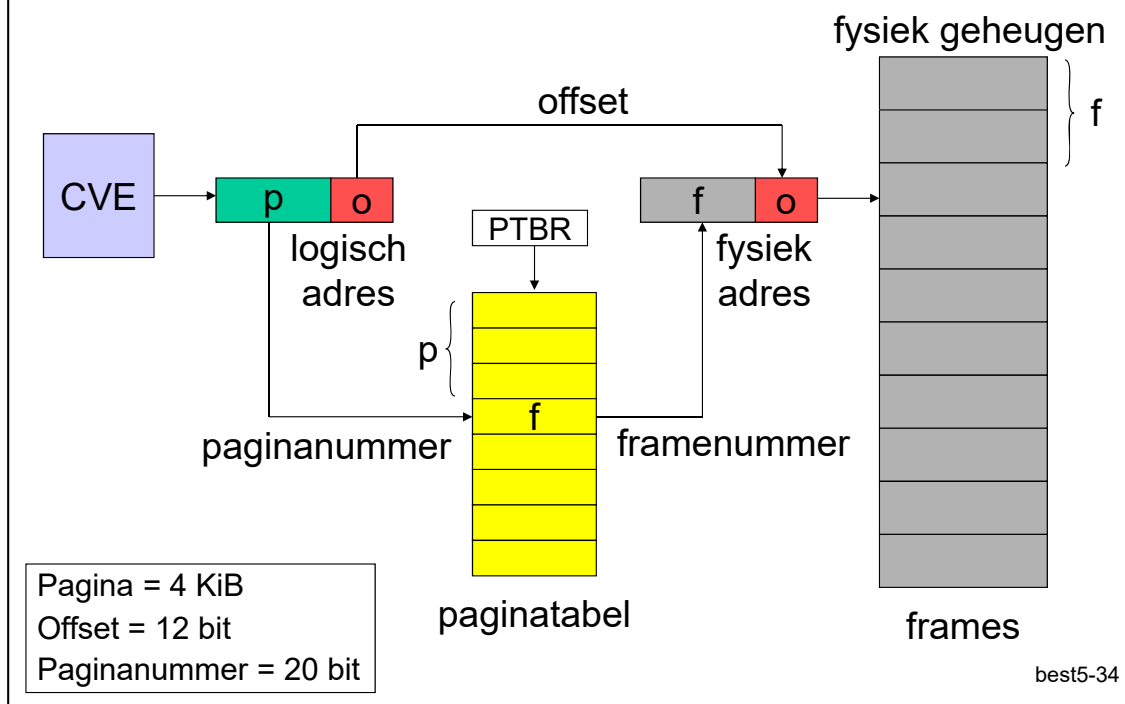 fysiek geheugen
offset
f
CVE
p
o
f
o
PTBR
logisch
adres
fysiek
adres
p
f
paginanummer
framenummer
Pagina = 4 KiB
Offset = 12 bit
Paginanummer = 20 bit
paginatabel
frames
best5-34